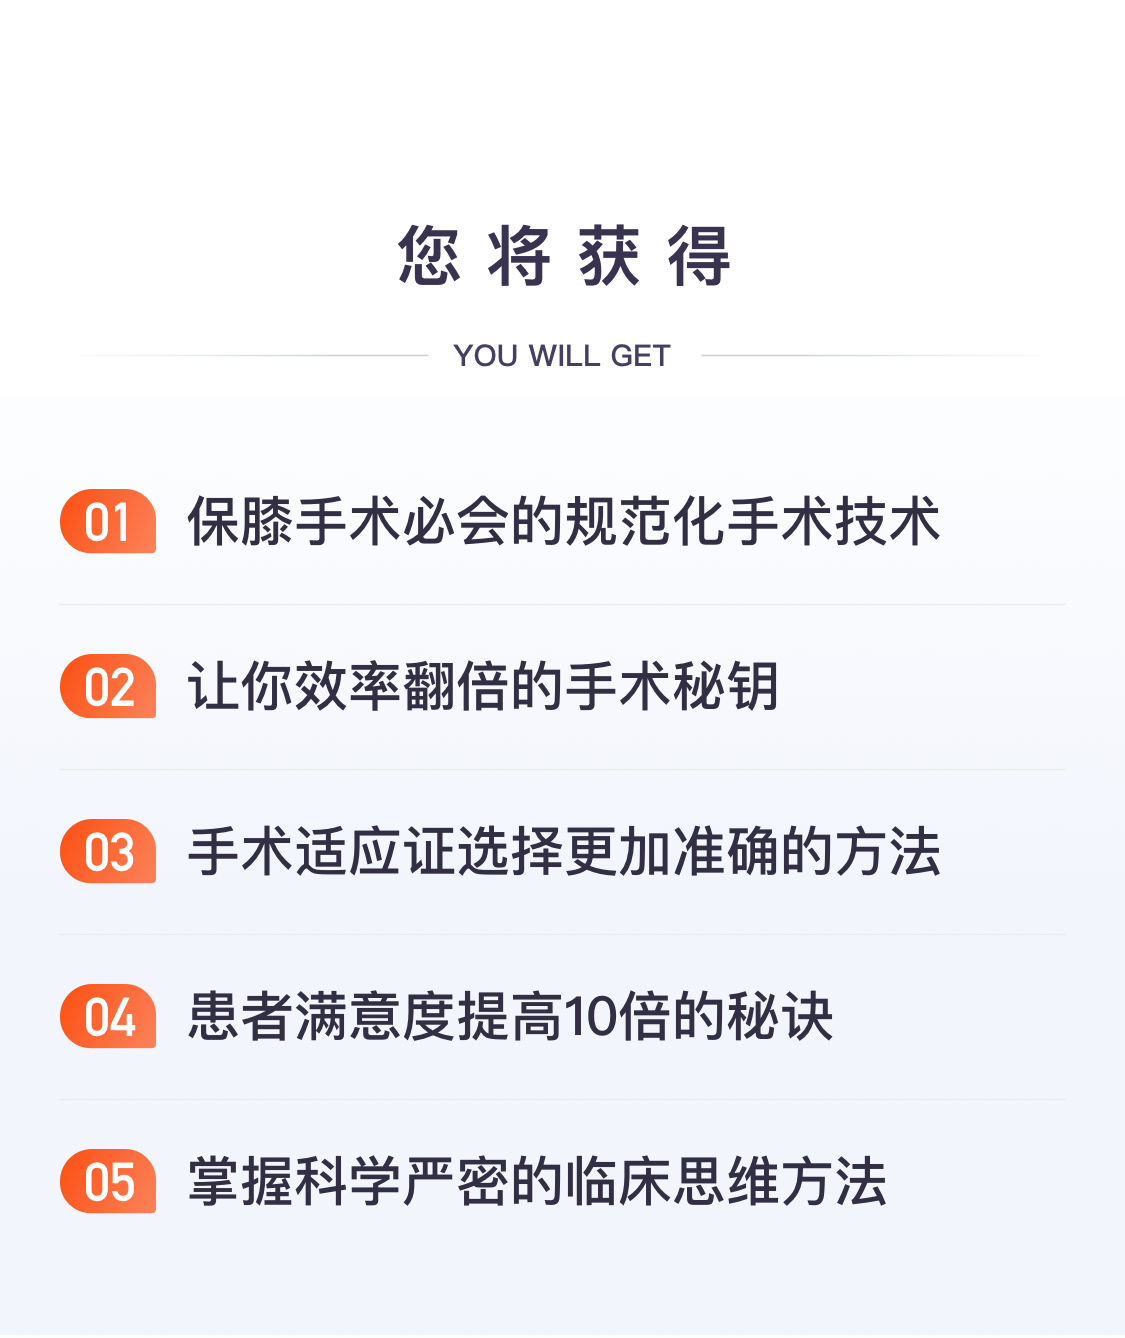 您将获得
YOU WILL GET
01 保膝手术必会的规范化手术技术
02 让你效率翻倍的手术秘钥
03 手术适应证选择更加准确的方法
04 患者满意度提高10倍的秘诀
05 掌握科学严密的临床思维方法